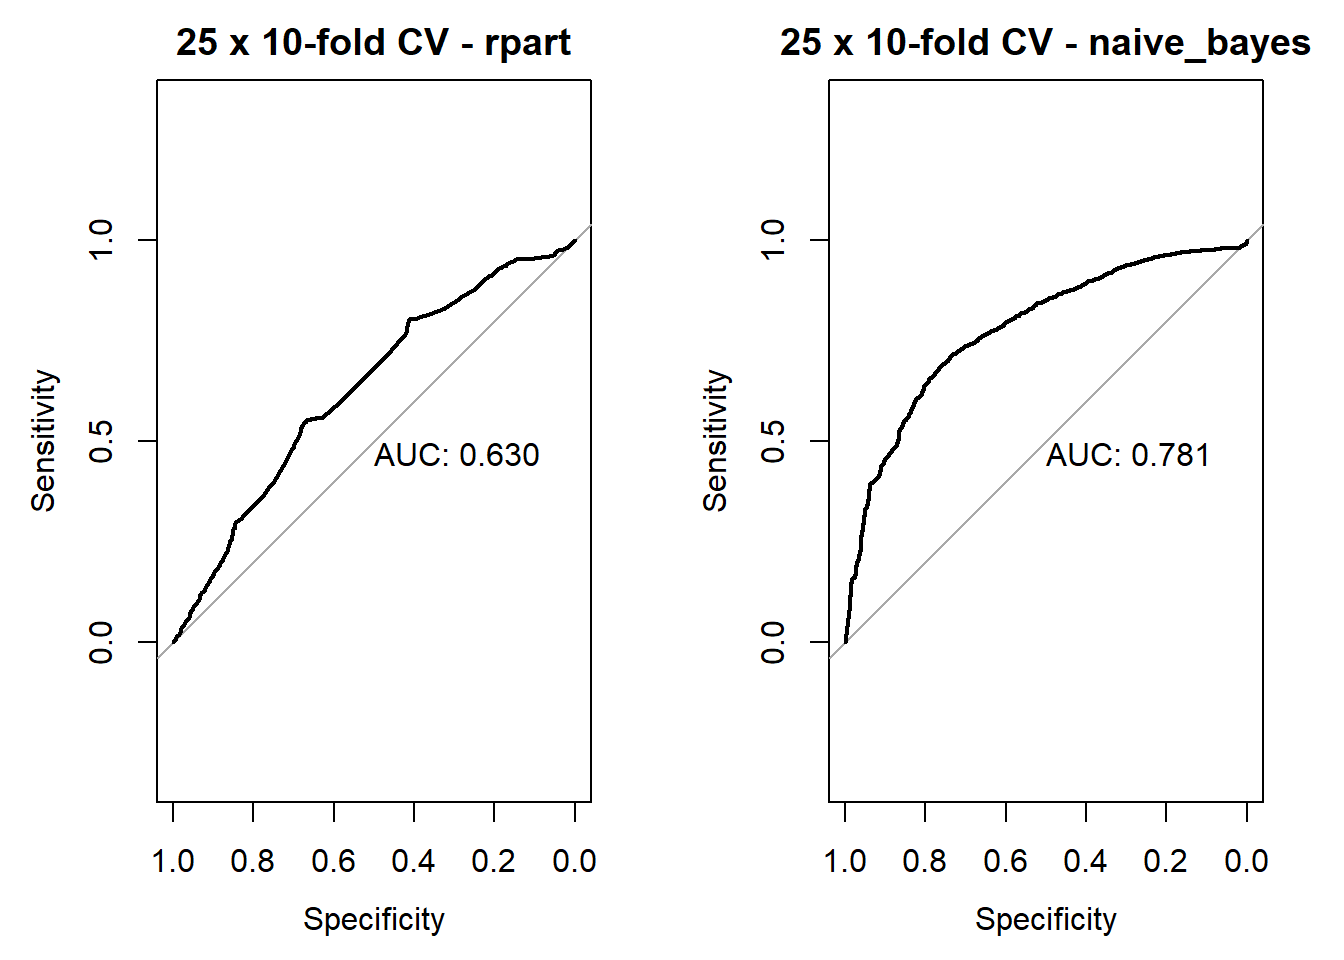 25 x 10-fold CV - rpart
Sensitivity
1.0
0.5
0.0
AUC: 0.630
1.0 0.8 0.6 0.4 0.2 0.0
Specificity
25 x 10-fold CV - naive_bayes
Sensitivity
1.0
0.5
0.0
AUC: 0.781
1.0 0.8 0.6 0.4 0.2 0.0
Specificity